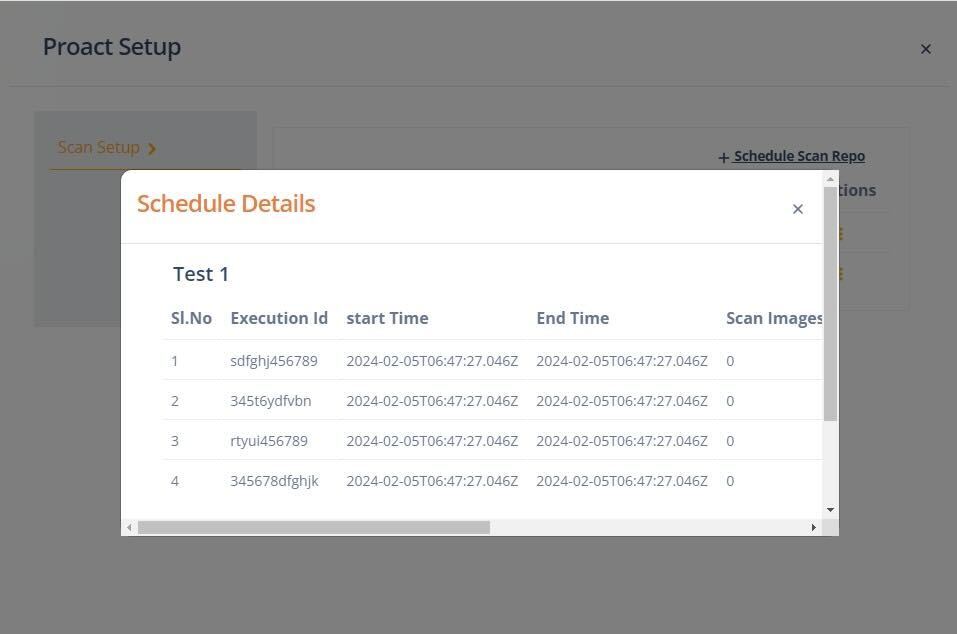 Proact Setup
×
Scan Setup
+ Schedule Scan Repo
tions
Schedule Details
×
Test 1
Sl.No Execution Id start Time End Time Scan Images
1 sdfghj456789 2024-02-05T06:47:27.046Z 2024-02-05T06:47:27.046Z 0
2 345t6ydfvbn 2024-02-05T06:47:27.046Z 2024-02-05T06:47:27.046Z 0
3 rtyui456789 2024-02-05T06:47:27.046Z 2024-02-05T06:47:27.046Z 0
4 345678dfghjk 2024-02-05T06:47:27.046Z 2024-02-05T06:47:27.046Z 0